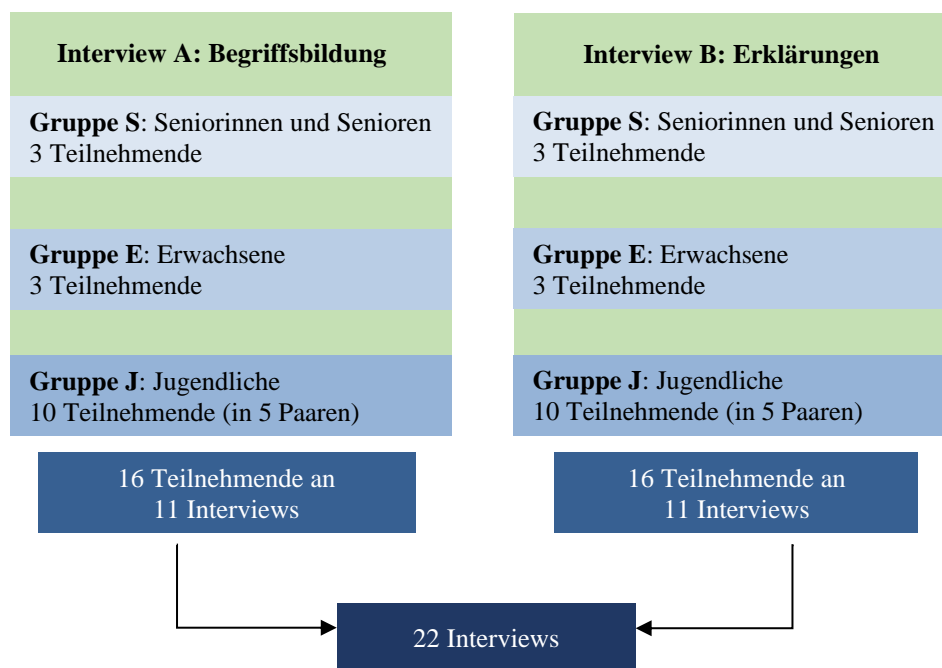 Interview A: Begriffsbildung
Gruppe S: Seniorinnen und Senioren
3 Teilnehmende
Gruppe E: Erwachsene
3 Teilnehmende
Gruppe J: Jugendliche
10 Teilnehmende (in 5 Paaren)
16 Teilnehmende an
11 Interviews
Interview B: Erklärungen
Gruppe S: Seniorinnen und Senioren
3 Teilnehmende
Gruppe E: Erwachsene
3 Teilnehmende
Gruppe J: Jugendliche
10 Teilnehmende (in 5 Paaren)
16 Teilnehmende an
11 Interviews
22 Interviews